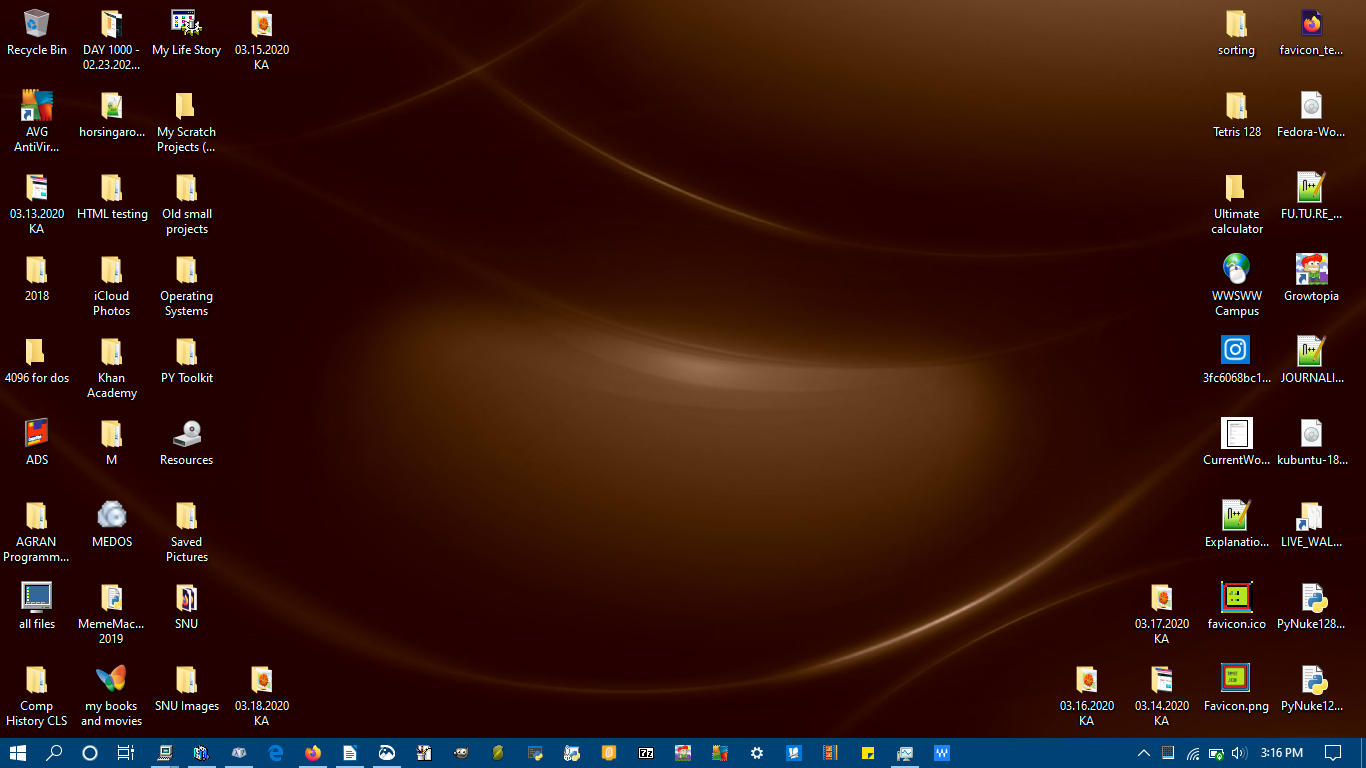 Recycle Bin
DAY 1000 -
02.23.202...
My Life Story
03.15.2020
KA
sorting
favicon_te...
AVG
AntiVir...
horsingaro...
My Scratch
Projects (...
Tetris 128
Fedora-Wo...
03.13.2020
KA
HTML testing
Old small
projects
Ultimate
calculator
FU.TU.RE_...
2018
iCloud
Photos
Operating
Systems
WWSWW
Campus
Growtopia
4096 for dos
Khan
Academy
PY Toolkit
3fc6068bc1...
JOURNALI...
ADS
M
Resources
CurrentWo...
kubuntu-18...
AGRAN
Programm...
MEDOS
Saved
Pictures
Explanatio...
LIVE_WAL...
all files
MemeMac...
2019
SNU
03.17.2020
KA
favicon.ico
PyNuke128...
Comp
History CLS
my books
and movies
SNU Images
03.18.2020
KA
03.16.2020
KA
03.14.2020
KA
Favicon.png
PyNuke12...
3:16 PM